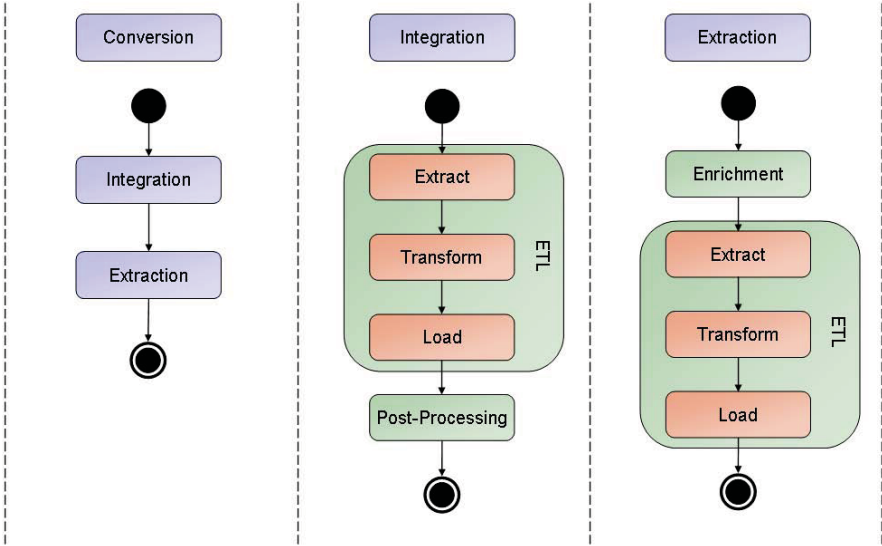 Conversion
Integration
Extraction
Integration
Extract
Transform
Load
ETL
Post-Processing
Extraction
Enrichment
Extract
Transform
Load
ETL